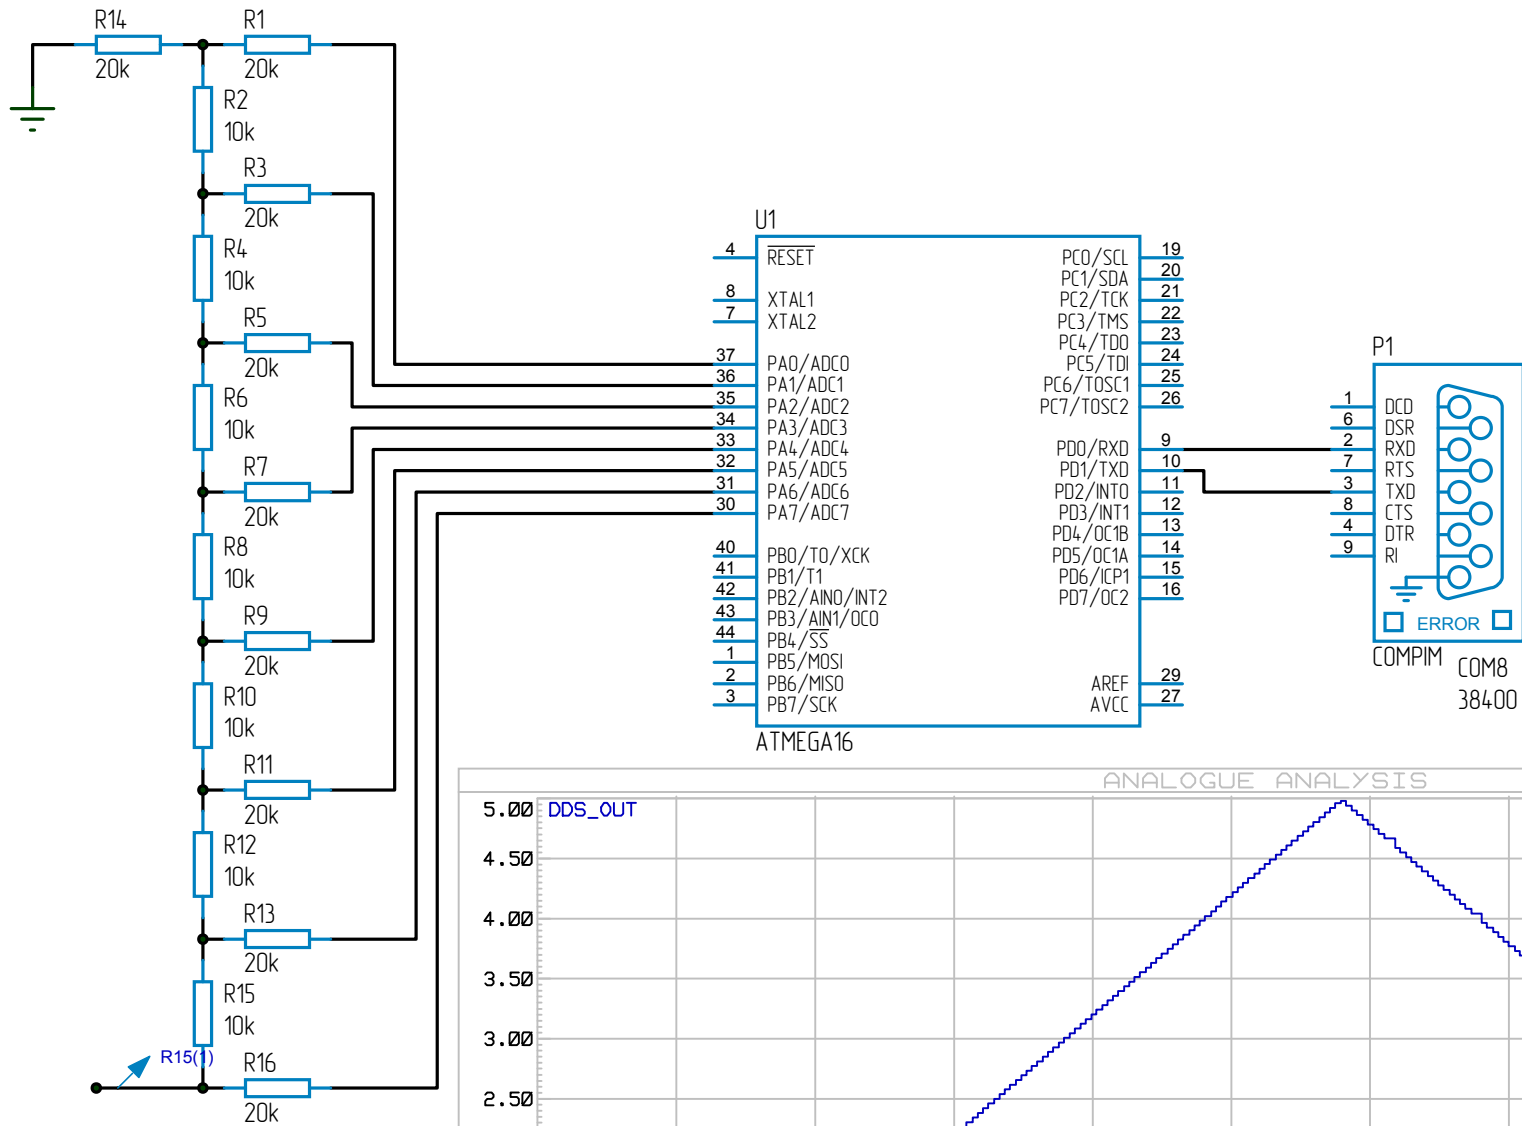 R14
20k
R1
20k
R2
10k
R3
20k
R4
10k
R5
20k
R6
10k
R7
20k
R8
10k
R9
20k
R10
10k
R11
20k
R12
10k
R13
20k
R15
10k
R15(1)
R16
20k
U1
4 RESET
8 XTAL1
7 XTAL2
37 PA0/ADC0
36 PA1/ADC1
35 PA2/ADC2
34 PA3/ADC3
33 PA4/ADC4
32 PA5/ADC5
31 PA6/ADC6
30 PA7/ADC7
40 PB0/T0/XCK
41 PB1/T1
42 PB2/AIN0/INT2
43 PB3/AIN1/OC0
44 PB4/SS
1 PB5/MOSI
2 PB6/MISO
3 PB7/SCK
PC0/SCL 19
PC1/SDA 20
PC2/TCK 21
PC3/TMS 22
PC4/TDO 23
PC5/TDI 24
PC6/TOSC1 25
PC7/TOSC2 26
PD0/RXD 9
PD1/TXD 10
PD2/INT0 11
PD3/INT1 12
PD4/OC1B 13
PD5/OC1A 14
PD6/ICP1 15
PD7/OC2 16
AREF 29
AVCC 27
ATMEGA16
P1
1 DCD
6 DSR
2 RXD
7 RTS
3 TXD
8 CTS
4 DTR
9 RI
ERROR
COMPIM
COM8
38400
ANALOGUE ANALYSIS
DDS_OUT
5.00
4.50
4.00
3.50
3.00
2.50